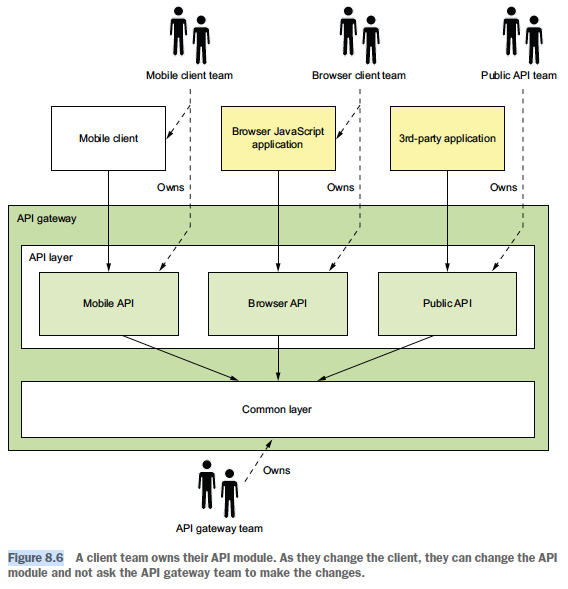 Mobile client team
Browser client team
Public API team
Mobile client
Browser JavaScript
application
3rd-party application
Owns
Owns
Owns
API gateway
API layer
Mobile API
Browser API
Public API
Common layer
Owns
API gateway team
Figure 8.6 A client team owns their API module. As they change the client, they can change the API
module and not ask the API gateway team to make the changes.